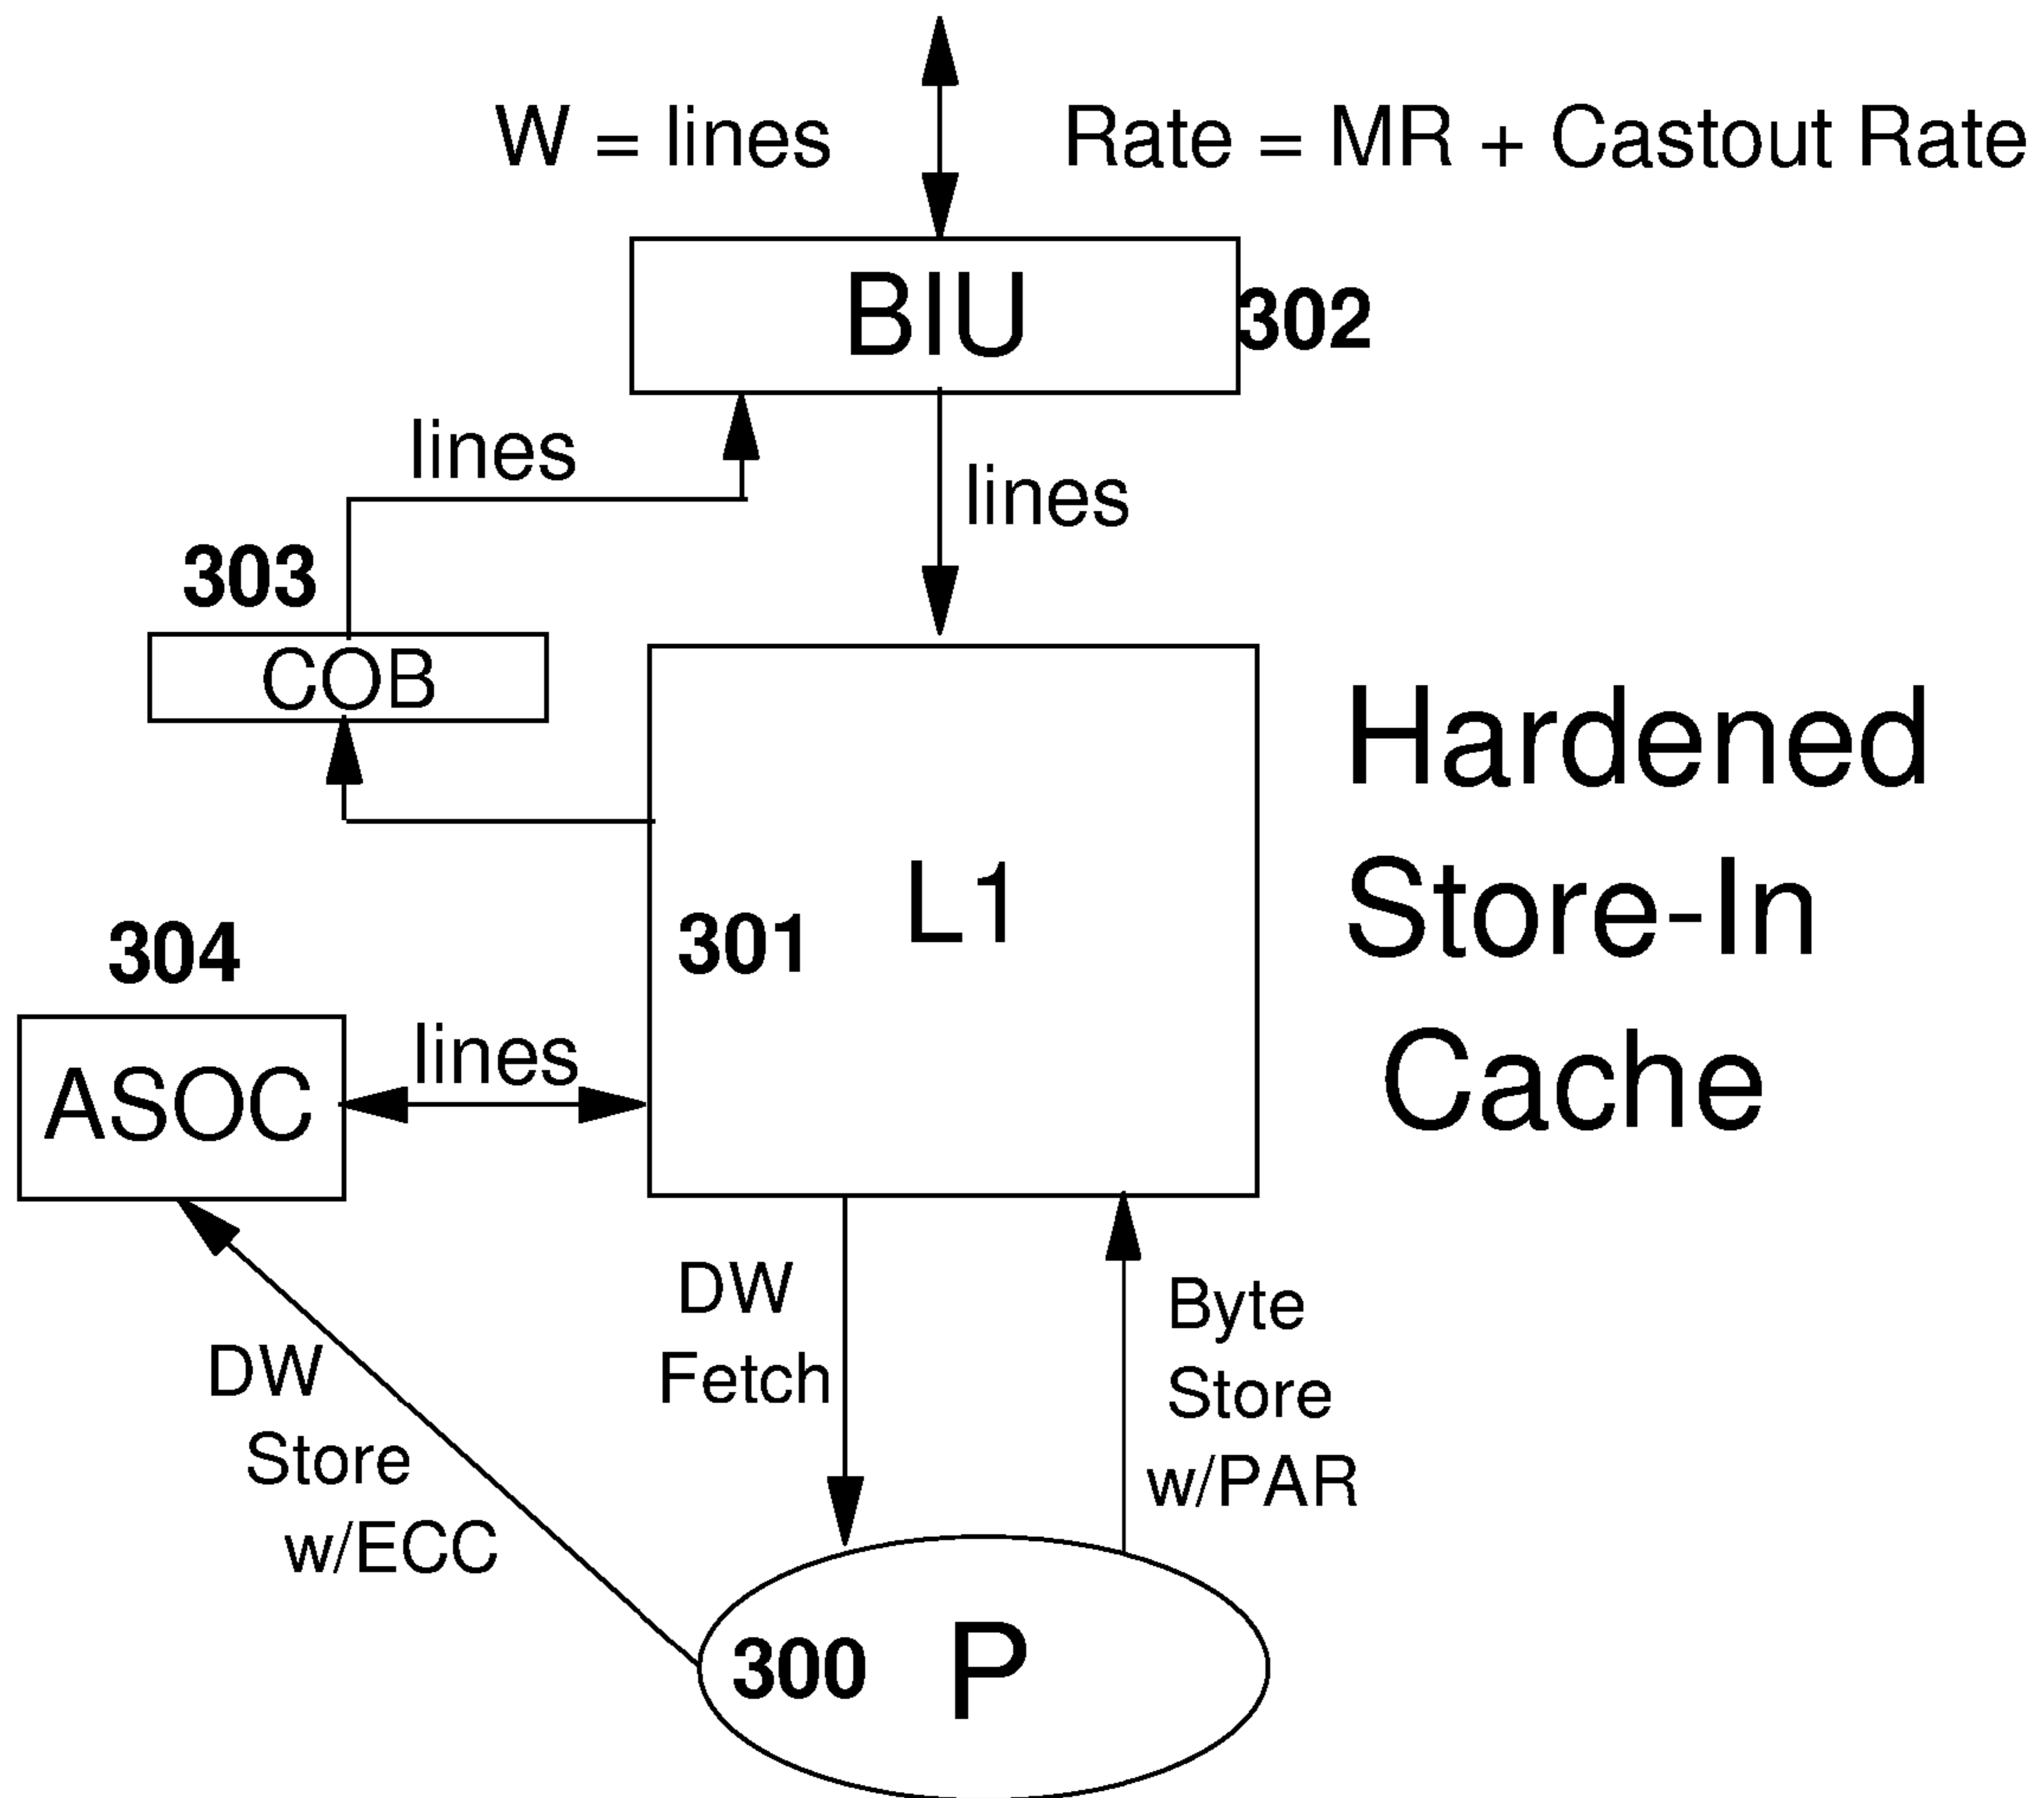 W = lines
Rate = MR + Castout Rate
BIU
302
lines
lines
303
COB
Hardened
Store-In
Cache
L1
301
304
ASOC
lines
DW
Fetch
Byte
Store
w/PAR
DW
Store
w/ECC
300
P